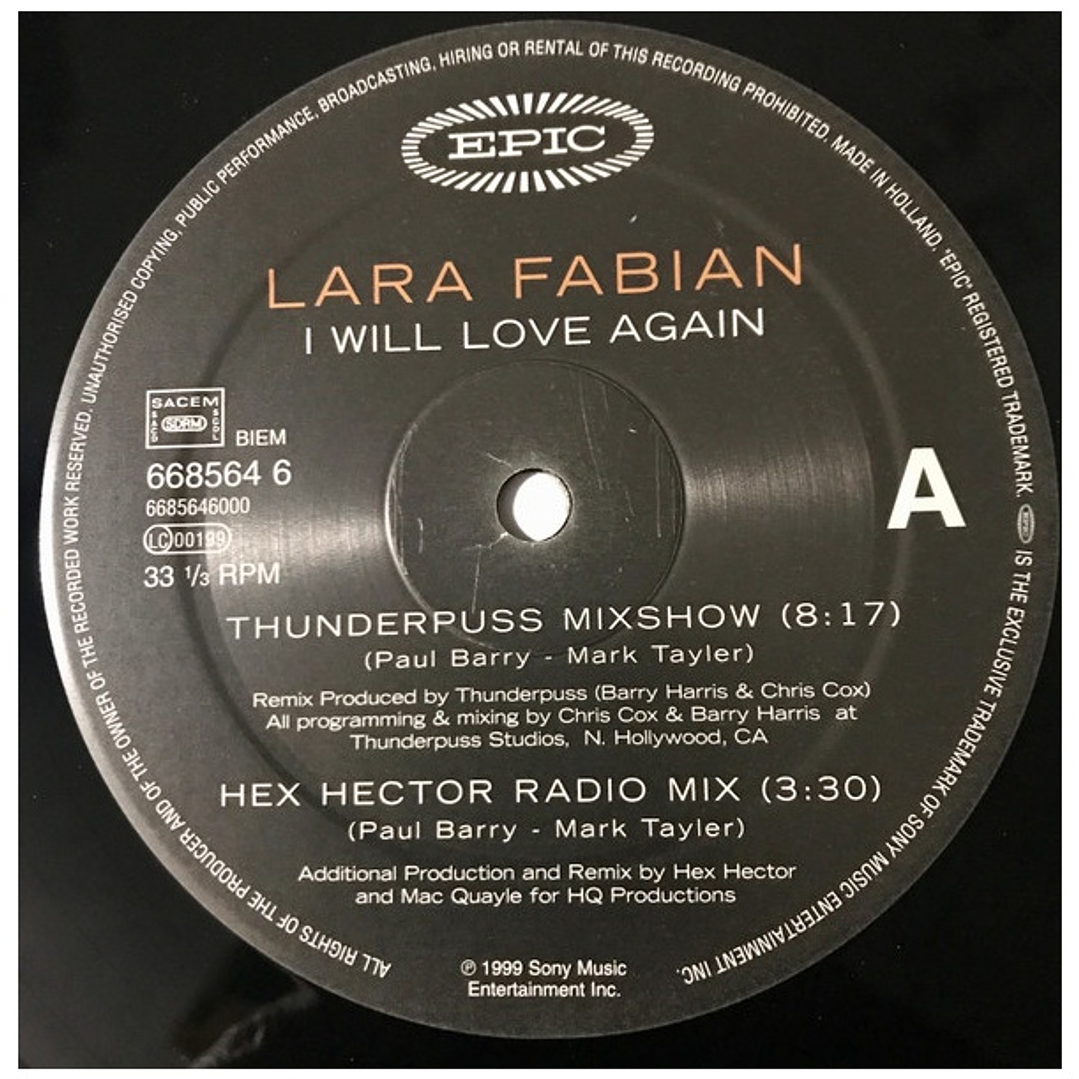 ALL RIGHTS OF THE PRODUCER AND OF THE OWNER OF THE RECORDED WORK RESERVED. UNAUTHORISED COPYING, PUBLIC PERFORMANCE, BROADCASTING, HIRING OR RENTAL OF THIS RECORDING PROHIBITED. MADE IN HOLLAND. "EPIC" REGISTERED TRADEMARK. EPIC IS THE EXCLUSIVE TRADEMARK OF SONY MUSIC ENTERTAINMENT INC.
EPIC
LARA FABIAN
I WILL LOVE AGAIN
SACEM
SACD
SDRM
SCGL
BIEM
668564 6
6685646000
LC 00199
33 1/3 RPM
A
THUNDERPUSS MIXSHOW (8:17)
(Paul Barry - Mark Tayler)
Remix Produced by Thunderpuss (Barry Harris & Chris Cox)
All programming & mixing by Chris Cox & Barry Harris at
Thunderpuss Studios, N. Hollywood, CA
HEX HECTOR RADIO MIX (3:30)
(Paul Barry - Mark Tayler)
Additional Production and Remix by Hex Hector
and Mac Quayle for HQ Productions
℗ 1999 Sony Music
Entertainment Inc.